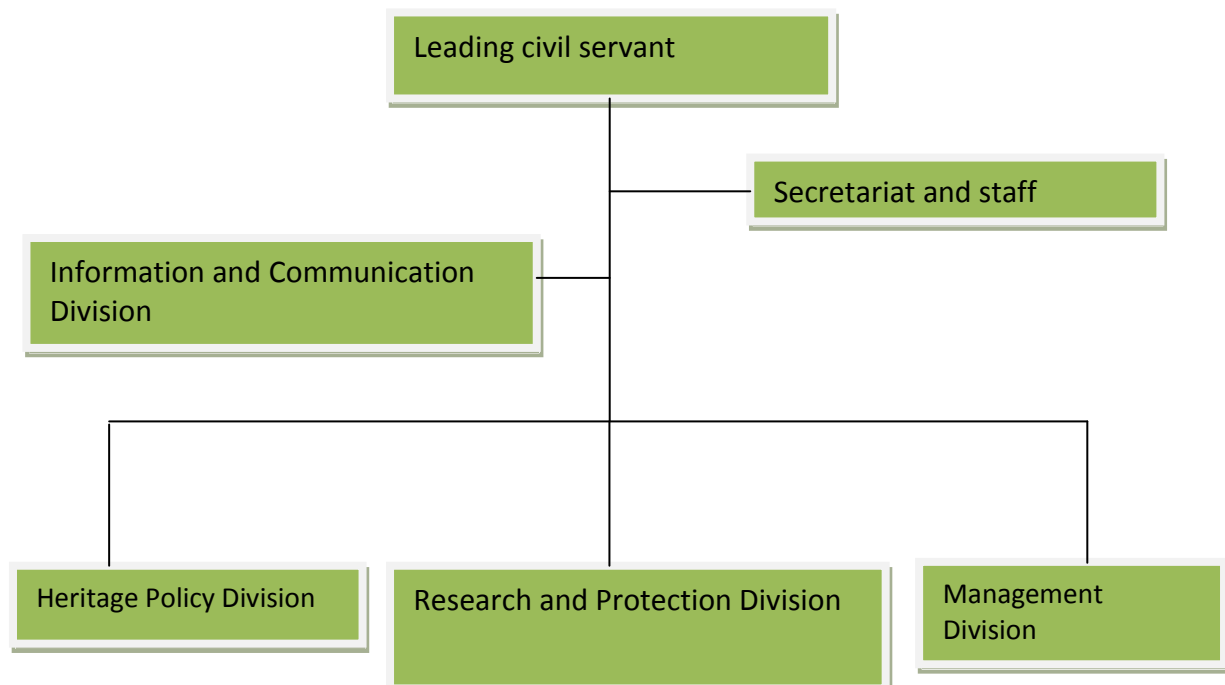 Leading civil servant
Secretariat and staff
Information and Communication
Division
Heritage Policy Division
Research and Protection Division
Management
Division